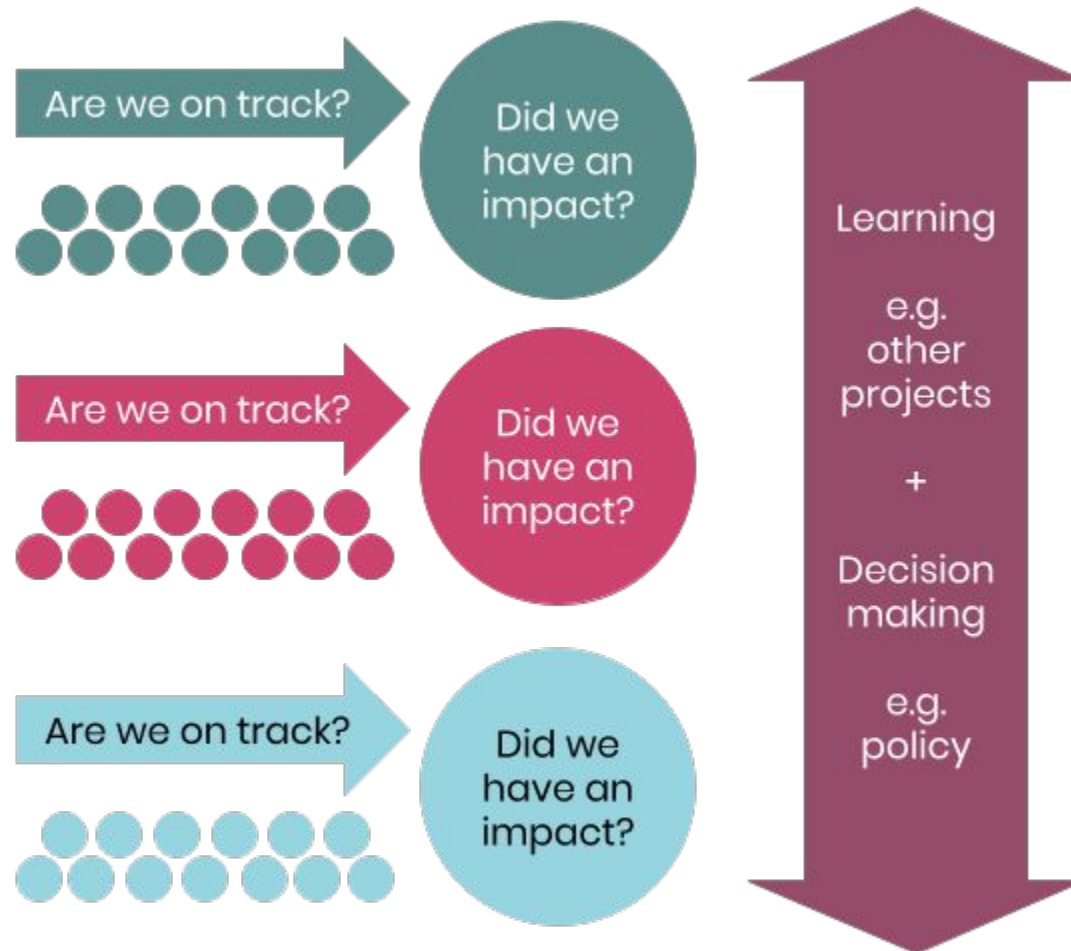 Are we on track?
Did we
have an
impact?
Are we on track?
Did we
have an
impact?
Are we on track?
Did we
have an
impact?
Learning
e.g.
other
projects
+
Decision
making
e.g.
policy